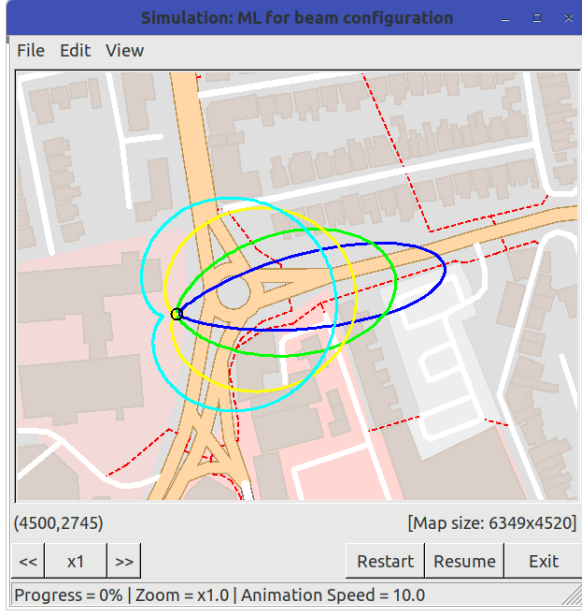 Simulation: ML for beam configuration
File Edit View
(4500,2745) [Map size: 6349x4520]
<< x1 >> Restart Resume Exit
Progress = 0% | Zoom = x1.0 | Animation Speed = 10.0